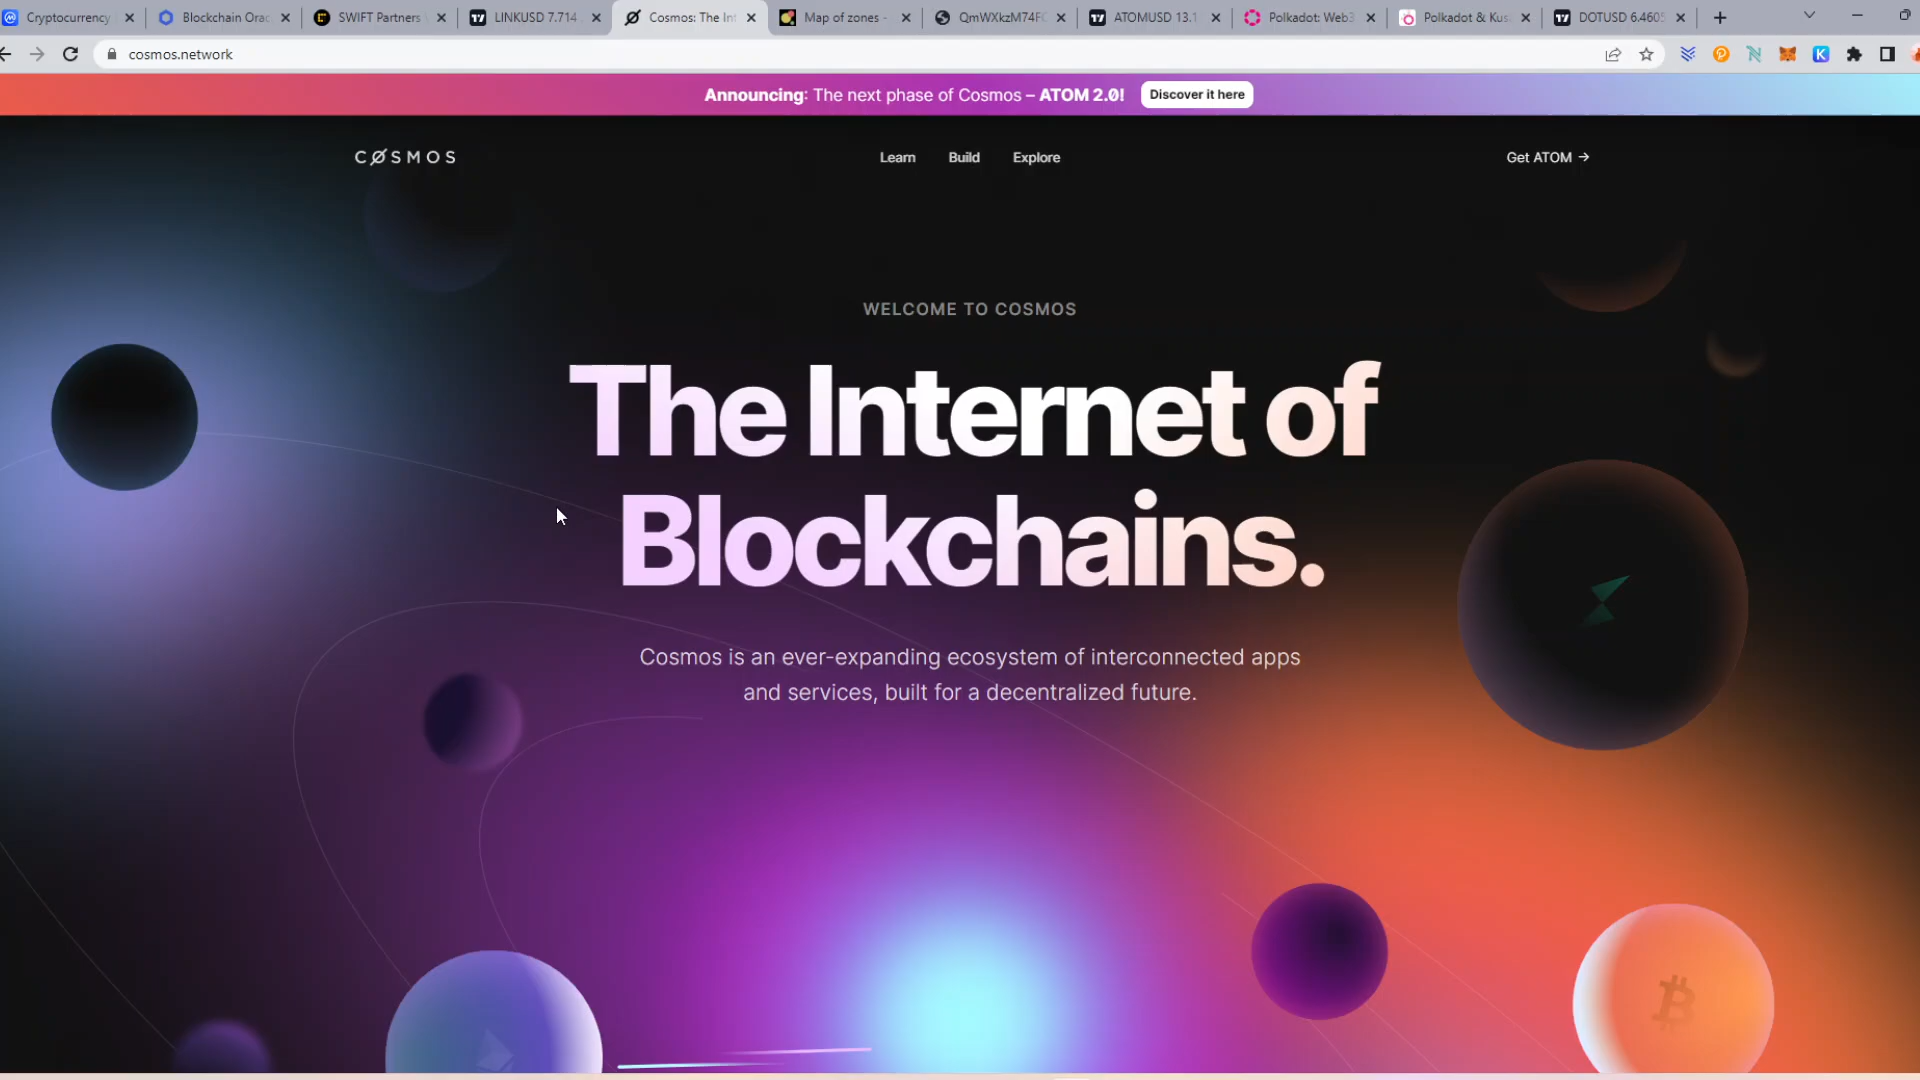 Cryptocurrency
Blockchain Orac
SWIFT Partners
LINKUSD 7.714
Cosmos: The Int
Map of zones -
QmWXkzM74FC
ATOMUSD 13.1
Polkadot: Web3
Polkadot & Kus
DOTUSD 6.4605
cosmos.network
Announcing: The next phase of Cosmos – ATOM 2.0! Discover it here
COSMOS
Learn Build Explore
Get ATOM →
WELCOME TO COSMOS
The Internet of
Blockchains.
Cosmos is an ever-expanding ecosystem of interconnected apps
and services, built for a decentralized future.